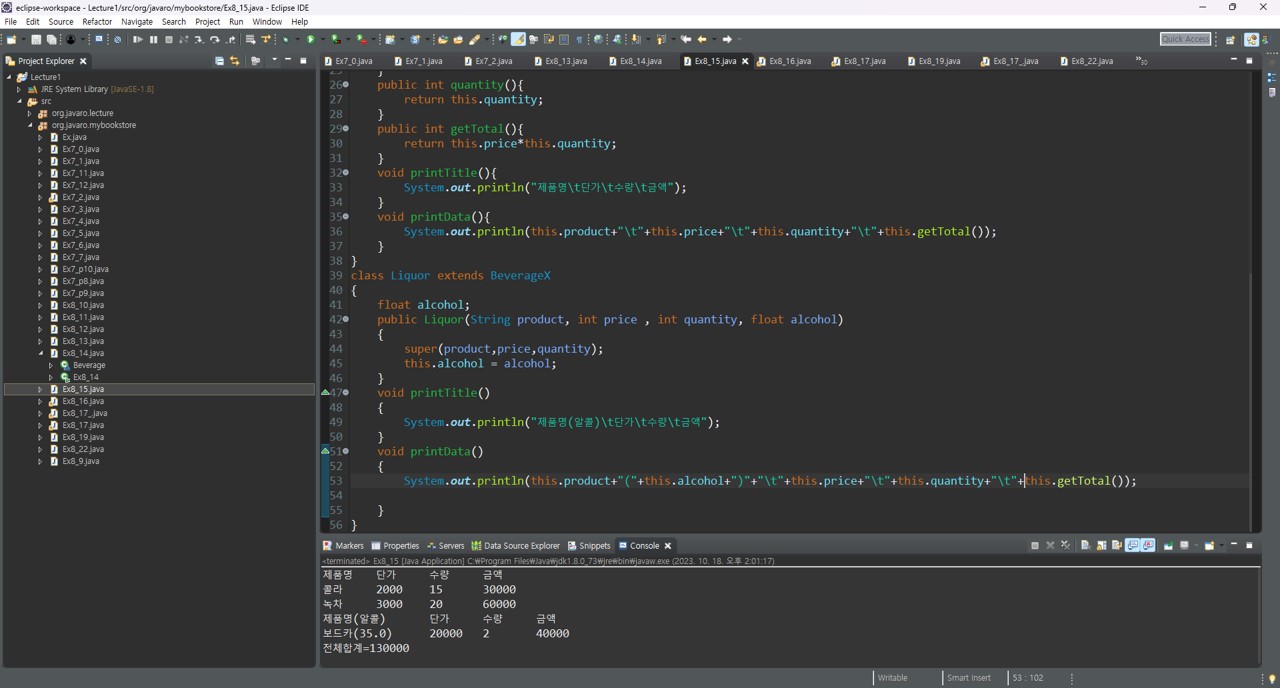 eclipse-workspace - Lecture1/src/org/javaro/mybookstore/Ex8_15.java - Eclipse IDE
File Edit Source Refactor Navigate Search Project Run Window Help
Quick Access
Project Explorer
Lecture1
JRE System Library [JavaSE-1.8]
src
org.javaro.lecture
org.javaro.mybookstore
Ex.java
Ex7_0.java
Ex7_1.java
Ex7_11.java
Ex7_12.java
Ex7_2.java
Ex7_3.java
Ex7_4.java
Ex7_5.java
Ex7_6.java
Ex7_7.java
Ex7_p10.java
Ex7_p8.java
Ex7_p9.java
Ex8_10.java
Ex8_11.java
Ex8_12.java
Ex8_13.java
Ex8_14.java
Beverage
Ex8_14
Ex8_15.java
Ex8_16.java
Ex8_17_.java
Ex8_17.java
Ex8_19.java
Ex8_22.java
Ex8_9.java
Ex7_0.java Ex7_1.java Ex7_2.java Ex8_13.java Ex8_14.java Ex8_15.java Ex8_16.java Ex8_17.java Ex8_19.java Ex8_17_.java Ex8_22.java
25 }
26 public int quantity(){
27 return this.quantity;
28 }
29 public int getTotal(){
30 return this.price*this.quantity;
31 }
32 void printTitle(){
33 System.out.println("제품명\t단가\t수량\t금액");
34 }
35 void printData(){
36 System.out.println(this.product+"\t"+this.price+"\t"+this.quantity+"\t"+this.getTotal());
37 }
38 }
39 class Liquor extends BeverageX
40 {
41 float alcohol;
42 public Liquor(String product, int price , int quantity, float alcohol)
43 {
44 super(product,price,quantity);
45 this.alcohol = alcohol;
46 }
47 void printTitle()
48 {
49 System.out.println("제품명(알콜)\t단가\t수량\t금액");
50 }
51 void printData()
52 {
53 System.out.println(this.product+"("+this.alcohol+")"+"\t"+this.price+"\t"+this.quantity+"\t"+this.getTotal());
54
55 }
56 }
Markers Properties Servers Data Source Explorer Snippets Console
<terminated> Ex8_15 [Java Application] C:\Program Files\Java\jdk1.8.0_73\jre\bin\javaw.exe (2023. 10. 18. 오후 2:01:17)
제품명 단가 수량 금액
콜라 2000 15 30000
녹차 3000 20 60000
제품명(알콜) 단가 수량 금액
보드카(35.0) 20000 2 40000
전체합계=130000
Writable Smart Insert 53 : 102